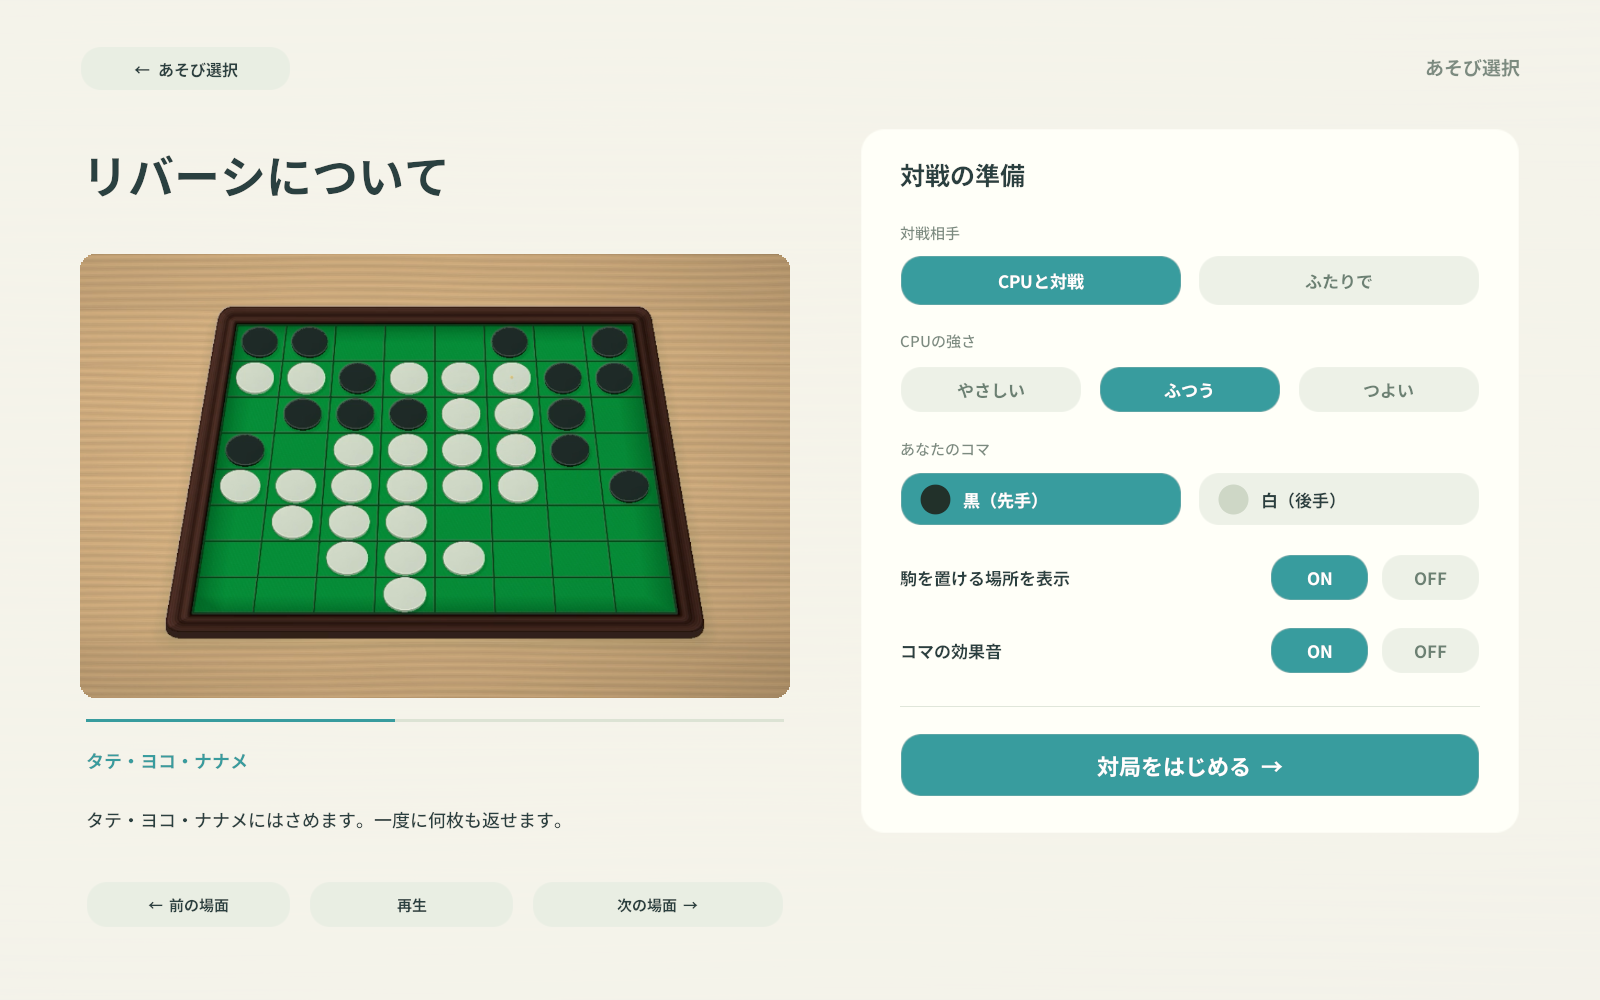 ← あそび選択
あそび選択
リバーシについて
タテ・ヨコ・ナナメ
タテ・ヨコ・ナナメにはさめます。一度に何枚も返せます。
← 前の場面
再生
次の場面 →
対戦の準備
対戦相手
CPUと対戦
ふたりで
CPUの強さ
やさしい
ふつう
つよい
あなたのコマ
黒（先手）
白（後手）
駒を置ける場所を表示
ON
OFF
コマの効果音
ON
OFF
対局をはじめる →